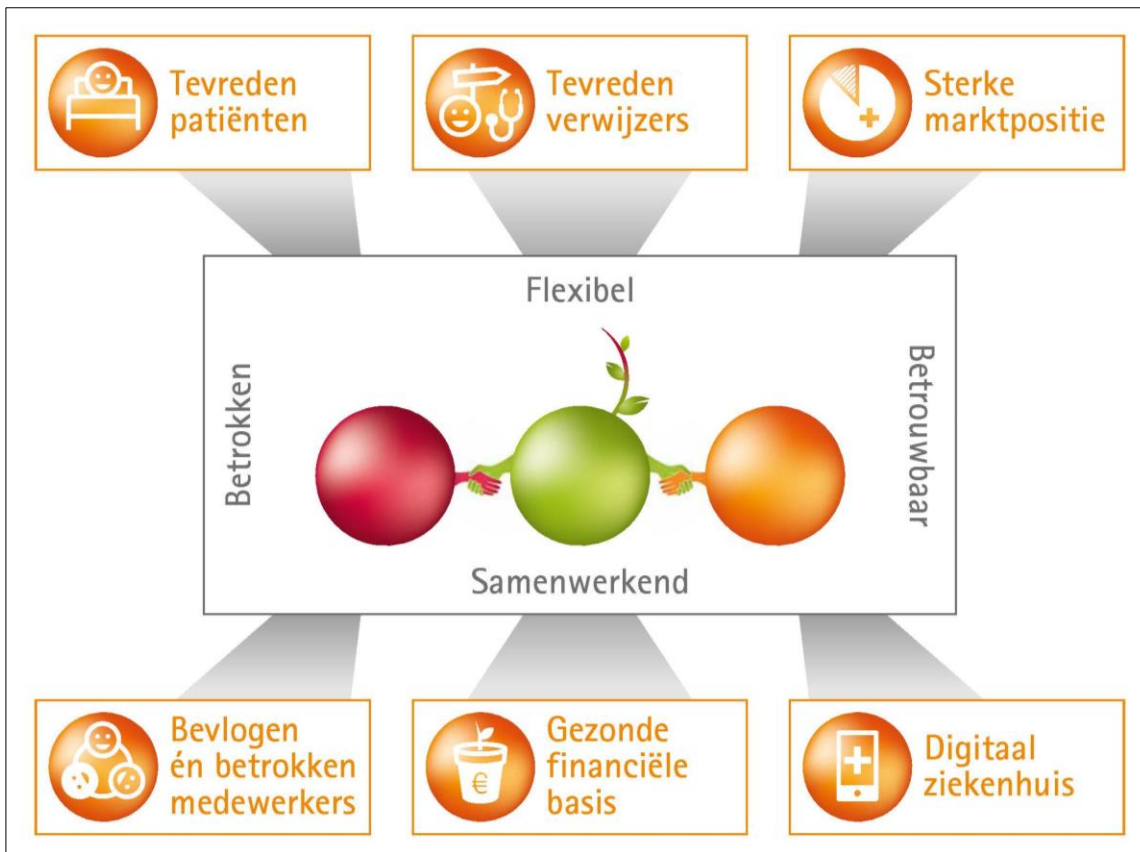 Tevreden
patiënten
Tevreden
verwijzers
Sterke
marktpositie
Flexibel
Betrokken
Betrouwbaar
Samenwerkend
Bevlogen
én betrokken
medewerkers
€
Gezonde
financiële
basis
Digitaal
ziekenhuis